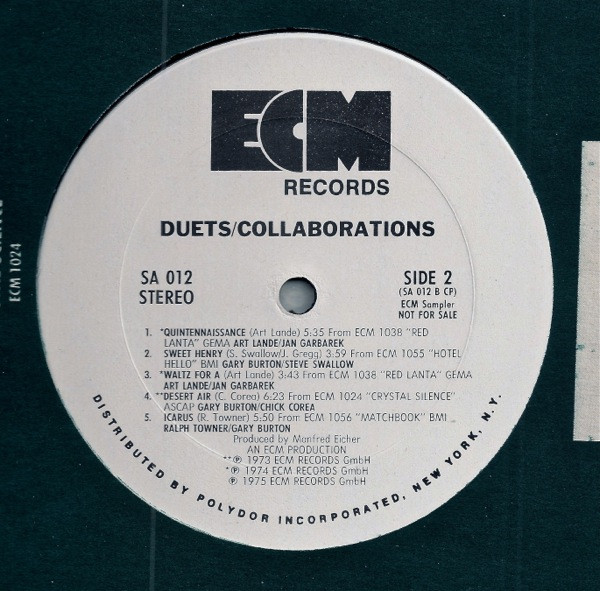 ECM
RECORDS
DUETS/COLLABORATIONS
SA 012
STEREO
SIDE 2
(SA 012 B CP)
ECM Sampler
NOT FOR SALE
1. *QUINTENNAISSANCE (Art Lande) 5:35 From ECM 1038 "RED
LANTA" GEMA ART LANDE/JAN GARBAREK
2. SWEET HENRY (S. Swallow/J. Gregg) 3:59 From ECM 1055 "HOTEL
HELLO" BMI GARY BURTON/STEVE SWALLOW
3. *WALTZ FOR A (Art Lande) 3:43 From ECM 1038 "RED LANTA" GEMA
ART LANDE/JAN GARBAREK
4. **DESERT AIR (C. Corea) 6:23 From ECM 1024 "CRYSTAL SILENCE"
ASCAP GARY BURTON/CHICK COREA
5. ICARUS (R. Towner) 5:50 From ECM 1056 "MATCHBOOK" BMI
RALPH TOWNER/GARY BURTON
Produced by Manfred Eicher
AN ECM PRODUCTION
**℗ 1973 ECM RECORDS GmbH
*℗ 1974 ECM RECORDS GmbH
℗ 1975 ECM RECORDS GmbH
DISTRIBUTED BY POLYDOR INCORPORATED, NEW YORK, N.Y.
ECM 1024